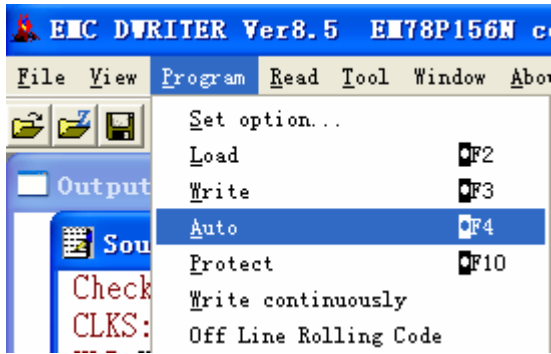 EMC DWRITER Ver8.5 EM78P156N
File View Program Read Tool Window
Set option...
Load F2
Write F3
Output
Auto F4
Protect F10
Check
Write continuously
CLKS:
Off Line Rolling Code